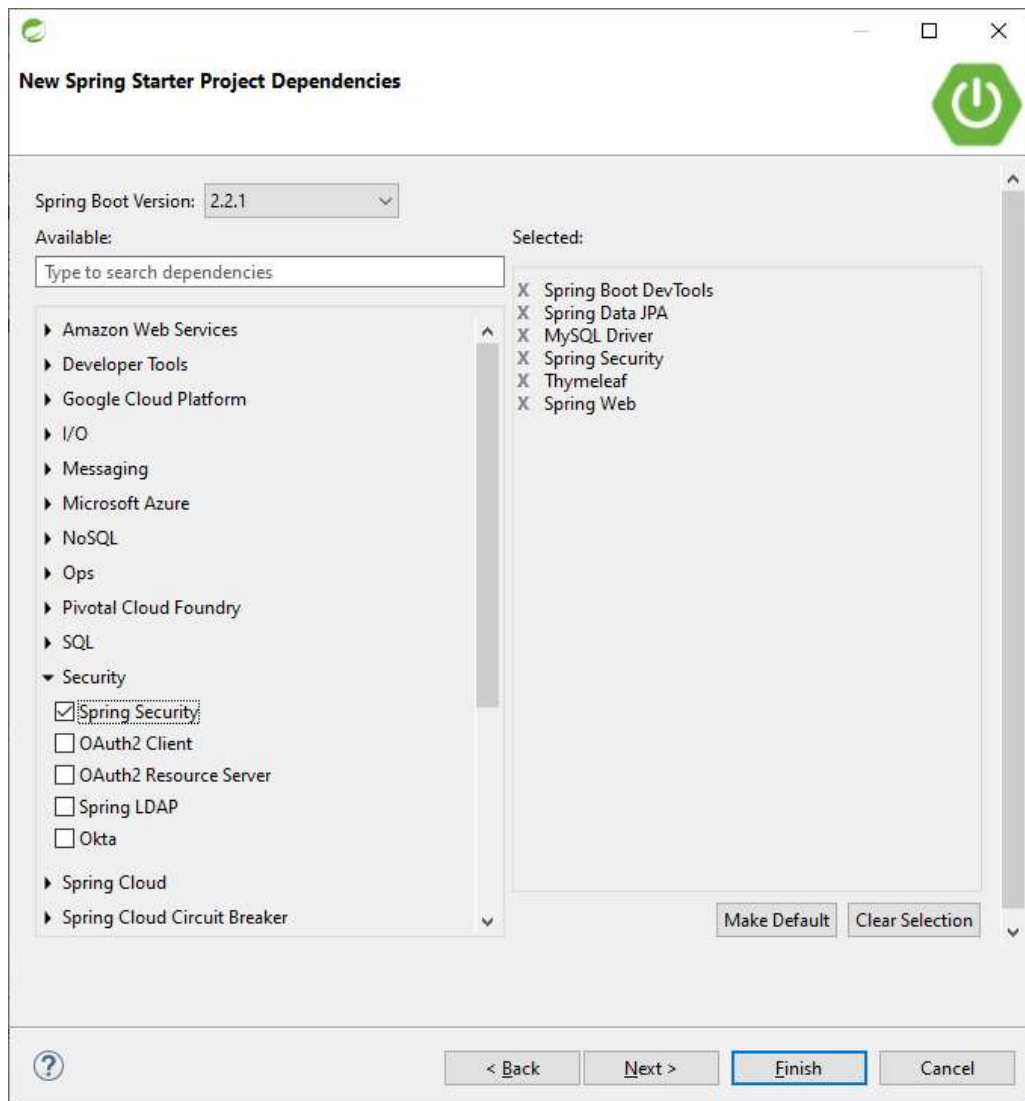 New Spring Starter Project Dependencies
Spring Boot Version: 2.2.1
Available:
Type to search dependencies
Amazon Web Services
Developer Tools
Google Cloud Platform
I/O
Messaging
Microsoft Azure
NoSQL
Ops
Pivotal Cloud Foundry
SQL
Security
Spring Security
OAuth2 Client
OAuth2 Resource Server
Spring LDAP
Okta
Spring Cloud
Spring Cloud Circuit Breaker
Selected:
X Spring Boot DevTools
X Spring Data JPA
X MySQL Driver
X Spring Security
X Thymeleaf
X Spring Web
Make Default Clear Selection
? < Back Next > Finish Cancel